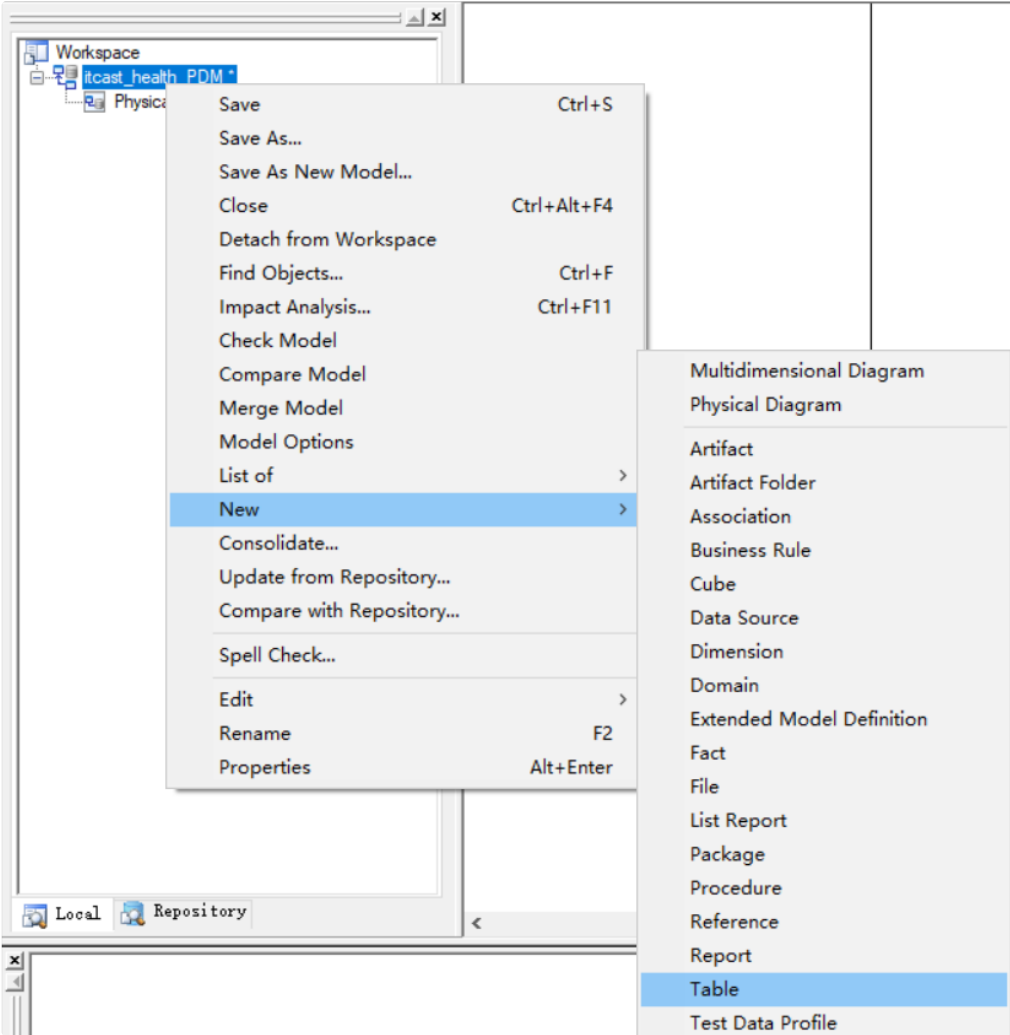 Workspace
itcast_health_PDM *
Physica
Save Ctrl+S
Save As...
Save As New Model...
Close Ctrl+Alt+F4
Detach from Workspace
Find Objects... Ctrl+F
Impact Analysis... Ctrl+F11
Check Model
Compare Model
Merge Model
Model Options
List of
New
Consolidate...
Update from Repository...
Compare with Repository...
Spell Check...
Edit
Rename F2
Properties Alt+Enter
Multidimensional Diagram
Physical Diagram
Artifact
Artifact Folder
Association
Business Rule
Cube
Data Source
Dimension
Domain
Extended Model Definition
Fact
File
List Report
Package
Procedure
Reference
Report
Table
Test Data Profile
Local Repository